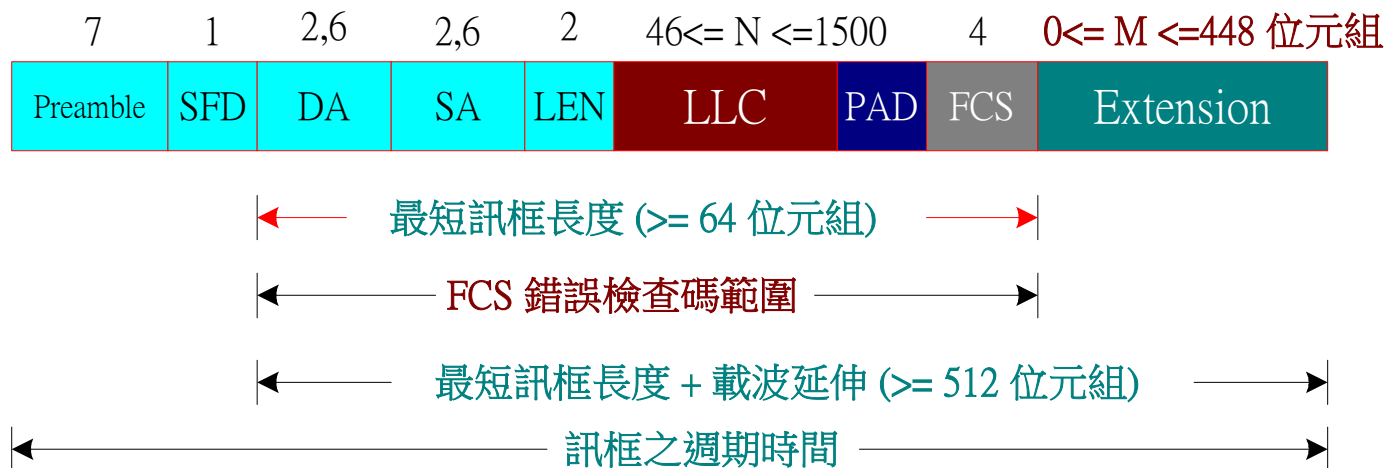 7 1 2,6 2,6 2 46<= N <=1500 4 0<= M <=448 位元組
Preamble SFD DA SA LEN LLC PAD FCS Extension
最短訊框長度 (>= 64 位元組)
FCS 錯誤檢查碼範圍
最短訊框長度 + 載波延伸 (>= 512 位元組)
訊框之週期時間